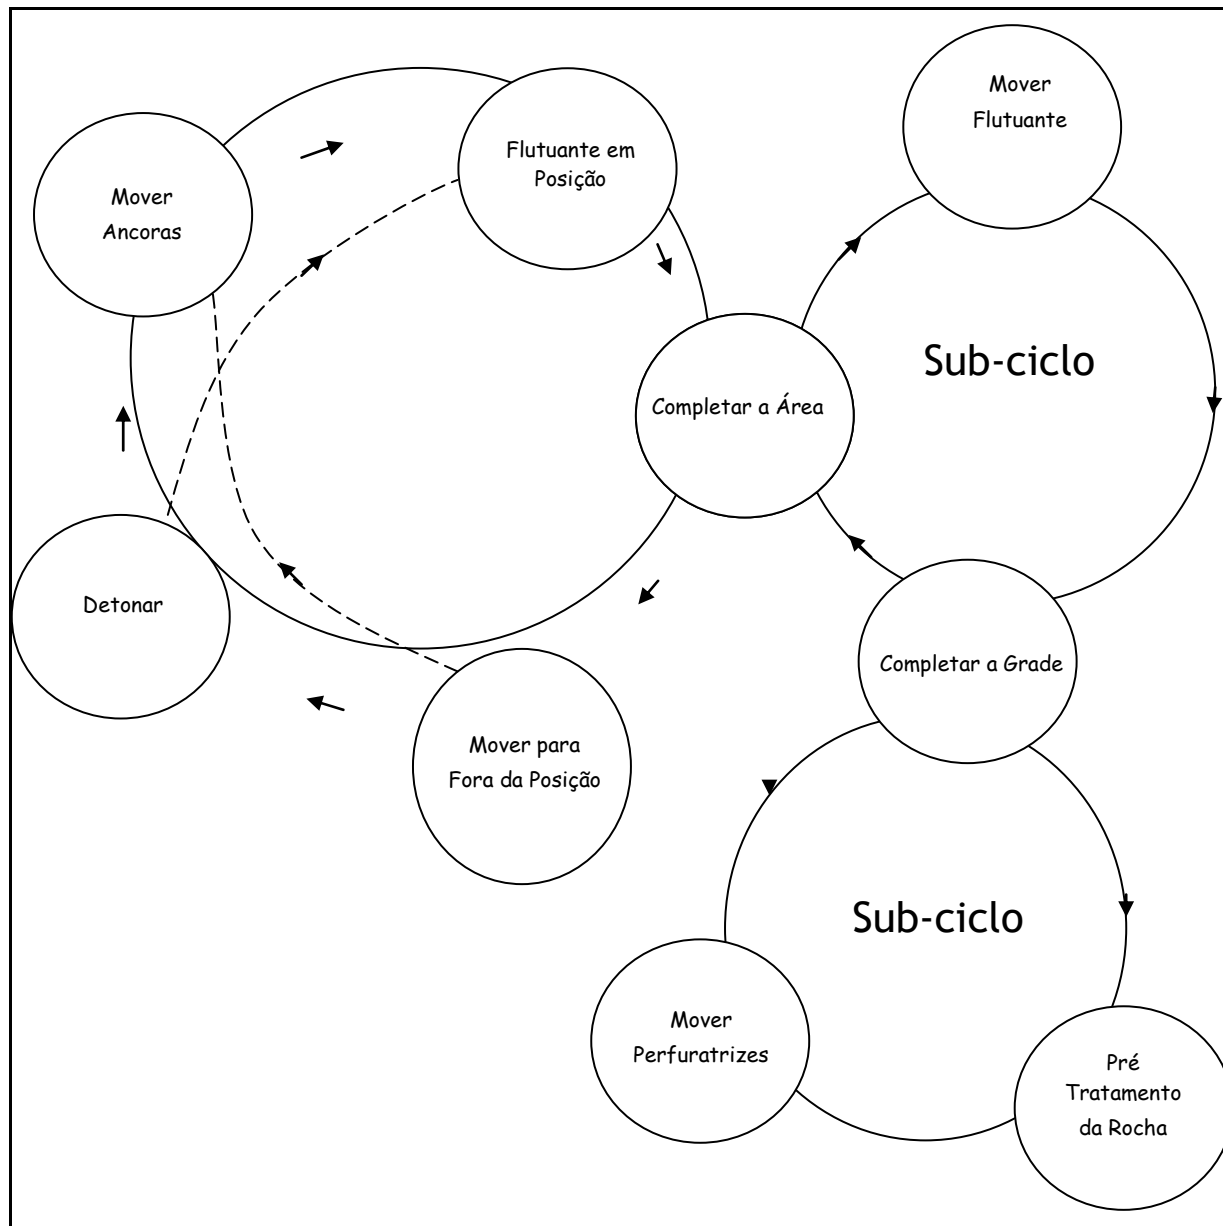 Mover
Flutuante
Flutuante em
Posição
Mover
Ancoras
Sub-ciclo
Completar a Área
Detonar
Completar a Grade
Mover para
Fora da Posição
Sub-ciclo
Mover
Perfuratrizes
Pré
Tratamento
da Rocha